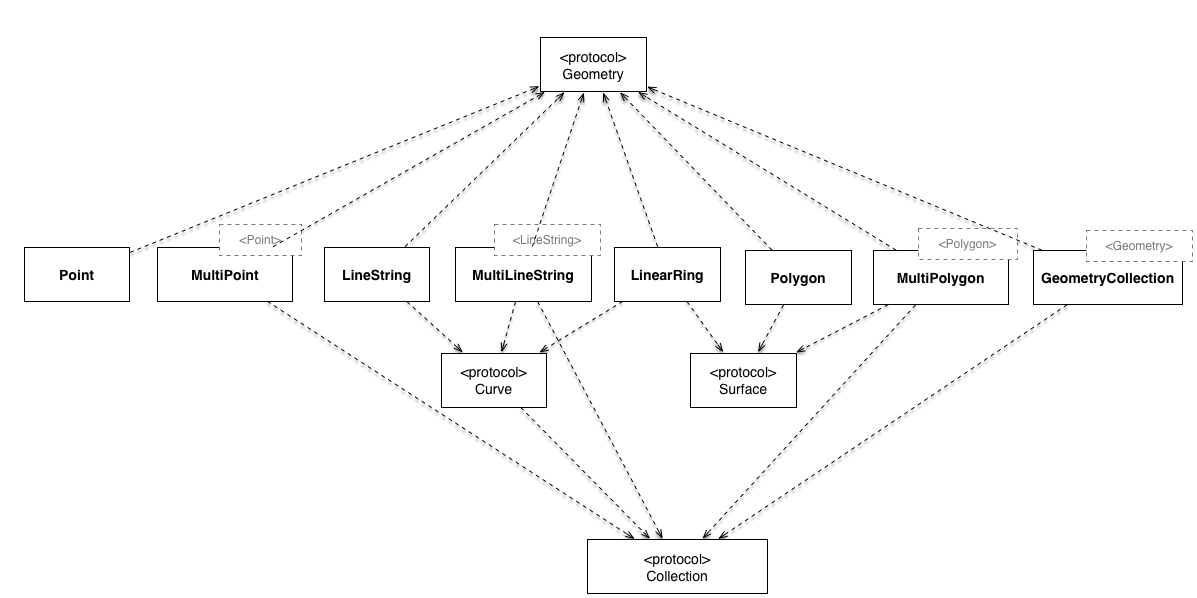 <protocol>
Geometry
<Point>
<LineString>
<Polygon>
<Geometry>
Point
MultiPoint
LineString
MultiLineString
LinearRing
Polygon
MultiPolygon
GeometryCollection
<protocol>
Curve
<protocol>
Surface
<protocol>
Collection